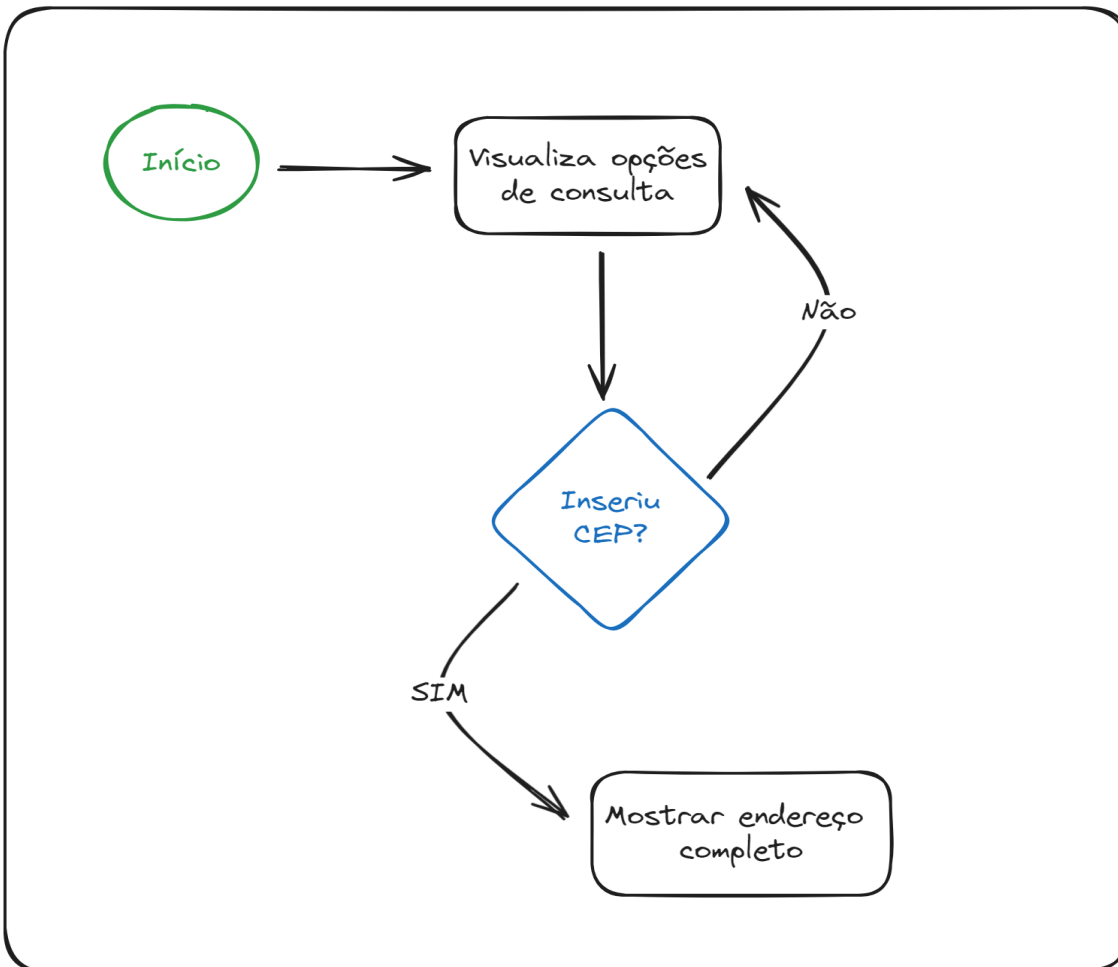 Início
Visualiza opções
de consulta
Não
Inseriu
CEP?
SIM
Mostrar endereço
completo